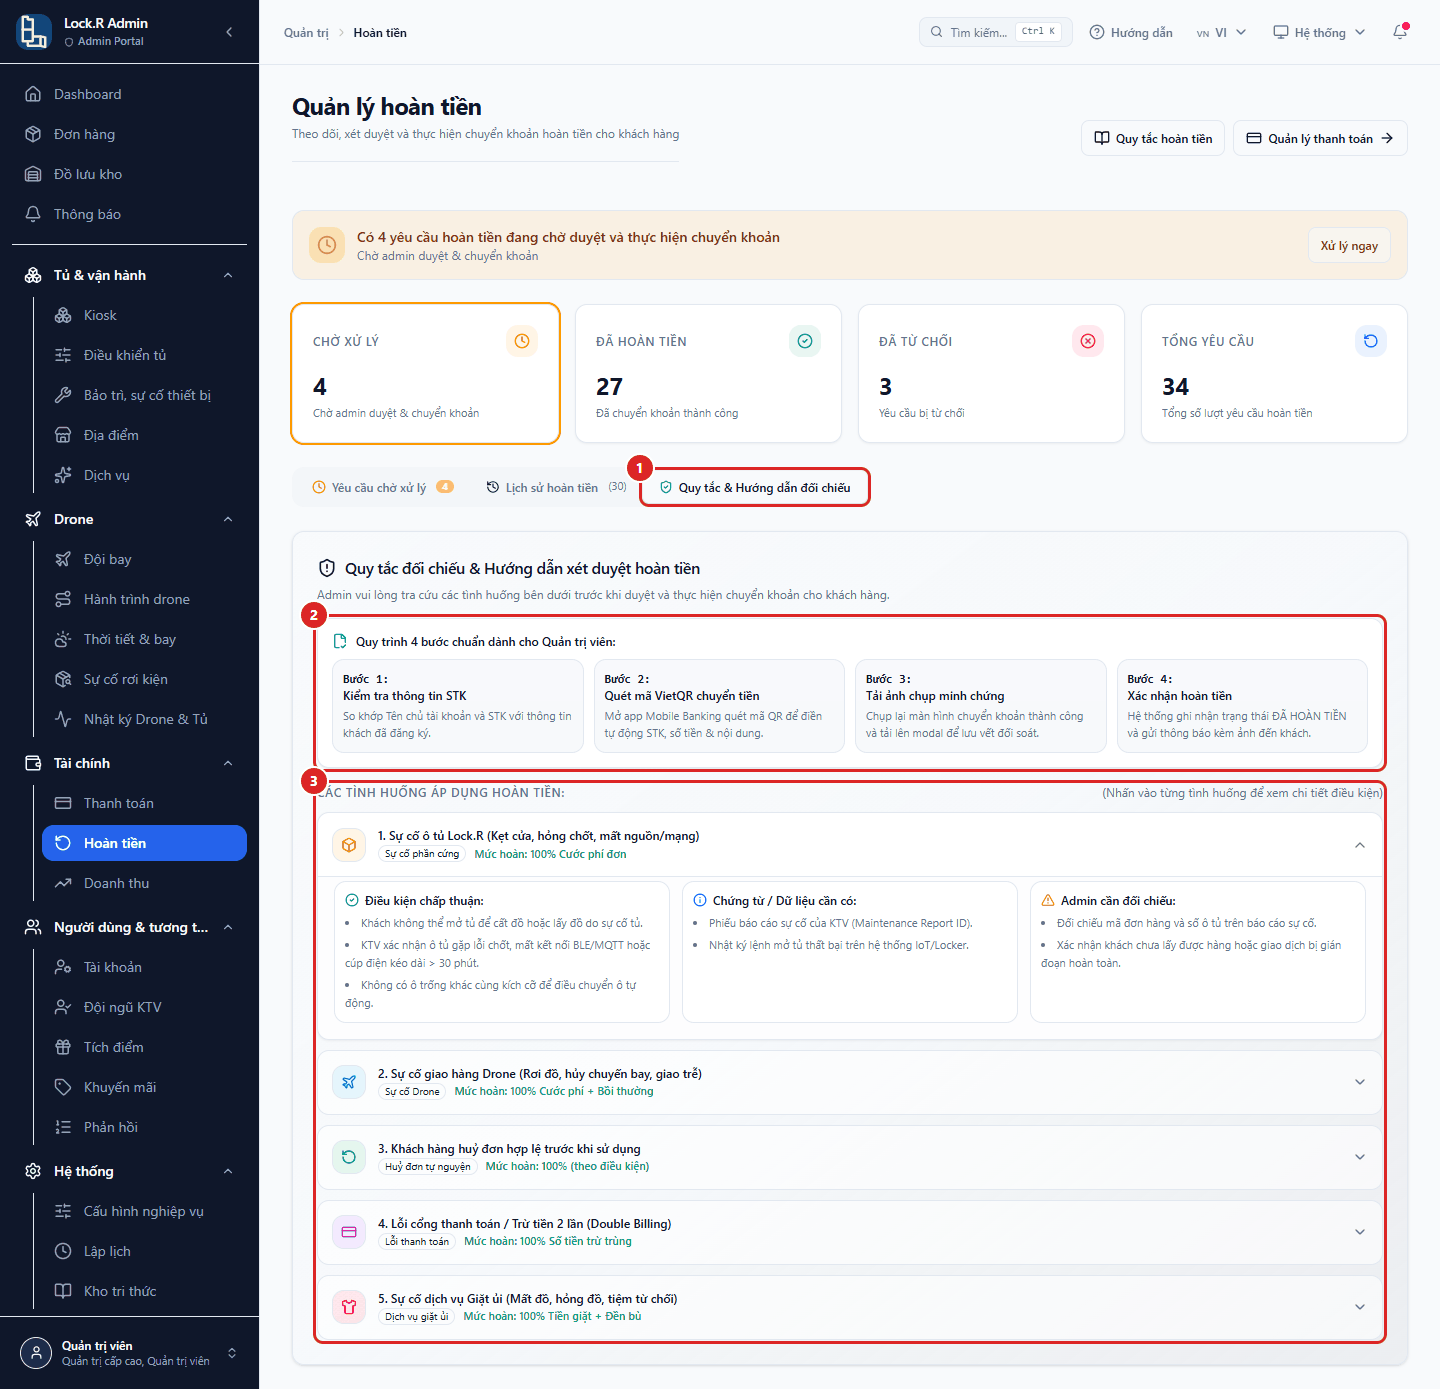 Lock.R Admin
Admin Portal
Dashboard
Đơn hàng
Đồ lưu kho
Thông báo
Tủ & vận hành
Kiosk
Điều khiển tủ
Bảo trì, sự cố thiết bị
Địa điểm
Dịch vụ
Drone
Đội bay
Hành trình drone
Thời tiết & bay
Sự cố rơi kiện
Nhật ký Drone & Tủ
Tài chính
Thanh toán
Hoàn tiền
Doanh thu
Người dùng & tương t...
Tài khoản
Đội ngũ KTV
Tích điểm
Khuyến mãi
Phản hồi
Hệ thống
Cấu hình nghiệp vụ
Lập lịch
Kho tri thức
Quản trị viên
Quản trị cấp cao, Quản trị viên
Quản trị > Hoàn tiền
Tìm kiếm... Ctrl K
Hướng dẫn
VN VI
Hệ thống
Quản lý hoàn tiền
Theo dõi, xét duyệt và thực hiện chuyển khoản hoàn tiền cho khách hàng
Quy tắc hoàn tiền
Quản lý thanh toán
Có 4 yêu cầu hoàn tiền đang chờ duyệt và thực hiện chuyển khoản
Chờ admin duyệt & chuyển khoản
Xử lý ngay
CHỜ XỬ LÝ
4
Chờ admin duyệt & chuyển khoản
ĐÃ HOÀN TIỀN
27
Đã chuyển khoản thành công
ĐÃ TỪ CHỐI
3
Yêu cầu bị từ chối
TỔNG YÊU CẦU
34
Tổng số lượt yêu cầu hoàn tiền
Yêu cầu chờ xử lý 4
Lịch sử hoàn tiền (30)
1
Quy tắc & Hướng dẫn đối chiếu
Quy tắc đối chiếu & Hướng dẫn xét duyệt hoàn tiền
Admin vui lòng tra cứu các tình huống bên dưới trước khi duyệt và thực hiện chuyển khoản cho khách hàng.
2
Quy trình 4 bước chuẩn dành cho Quản trị viên:
Bước 1:
Kiểm tra thông tin STK
So khớp Tên chủ tài khoản và STK với thông tin
khách đã đăng ký.
Bước 2:
Quét mã VietQR chuyển tiền
Mở app Mobile Banking quét mã QR để điền
tự động STK, số tiền & nội dung.
Bước 3:
Tải ảnh chụp minh chứng
Chụp lại màn hình chuyển khoản thành công
và tải lên modal để lưu vết đối soát.
Bước 4:
Xác nhận hoàn tiền
Hệ thống ghi nhận trạng thái ĐÃ HOÀN TIỀN
và gửi thông báo kèm ảnh đến khách.
3
CÁC TÌNH HUỐNG ÁP DỤNG HOÀN TIỀN:
(Nhấn vào từng tình huống để xem chi tiết điều kiện)
1. Sự cố ô tủ Lock.R (Kẹt cửa, hỏng chốt, mất nguồn/mạng)
Sự cố phần cứng Mức hoàn: 100% Cước phí đơn
Điều kiện chấp thuận:
• Khách không thể mở tủ để cất đồ hoặc lấy đồ do sự cố tủ.
• KTV xác nhận ô tủ gặp lỗi chốt, mất kết nối BLE/MQTT hoặc
cúp điện kéo dài > 30 phút.
• Không có ô trống khác cùng kích cỡ để điều chuyển ô tự
động.
Chứng từ / Dữ liệu cần có:
• Phiếu báo cáo sự cố của KTV (Maintenance Report ID).
• Nhật ký lệnh mở tủ thất bại trên hệ thống IoT/Locker.
Admin cần đối chiếu:
• Đối chiếu mã đơn hàng và số ô tủ trên báo cáo sự cố.
• Xác nhận khách chưa lấy được hàng hoặc giao dịch bị gián
đoạn hoàn toàn.
2. Sự cố giao hàng Drone (Rơi đồ, hủy chuyến bay, giao trễ)
Sự cố Drone Mức hoàn: 100% Cước phí + Bồi thường
3. Khách hàng huỷ đơn hợp lệ trước khi sử dụng
Huỷ đơn tự nguyện Mức hoàn: 100% (theo điều kiện)
4. Lỗi cổng thanh toán / Trừ tiền 2 lần (Double Billing)
Lỗi thanh toán Mức hoàn: 100% Số tiền trừ trùng
5. Sự cố dịch vụ Giặt ủi (Mất đồ, hỏng đồ, tiệm từ chối)
Dịch vụ giặt ủi Mức hoàn: 100% Tiền giặt + Đền bù